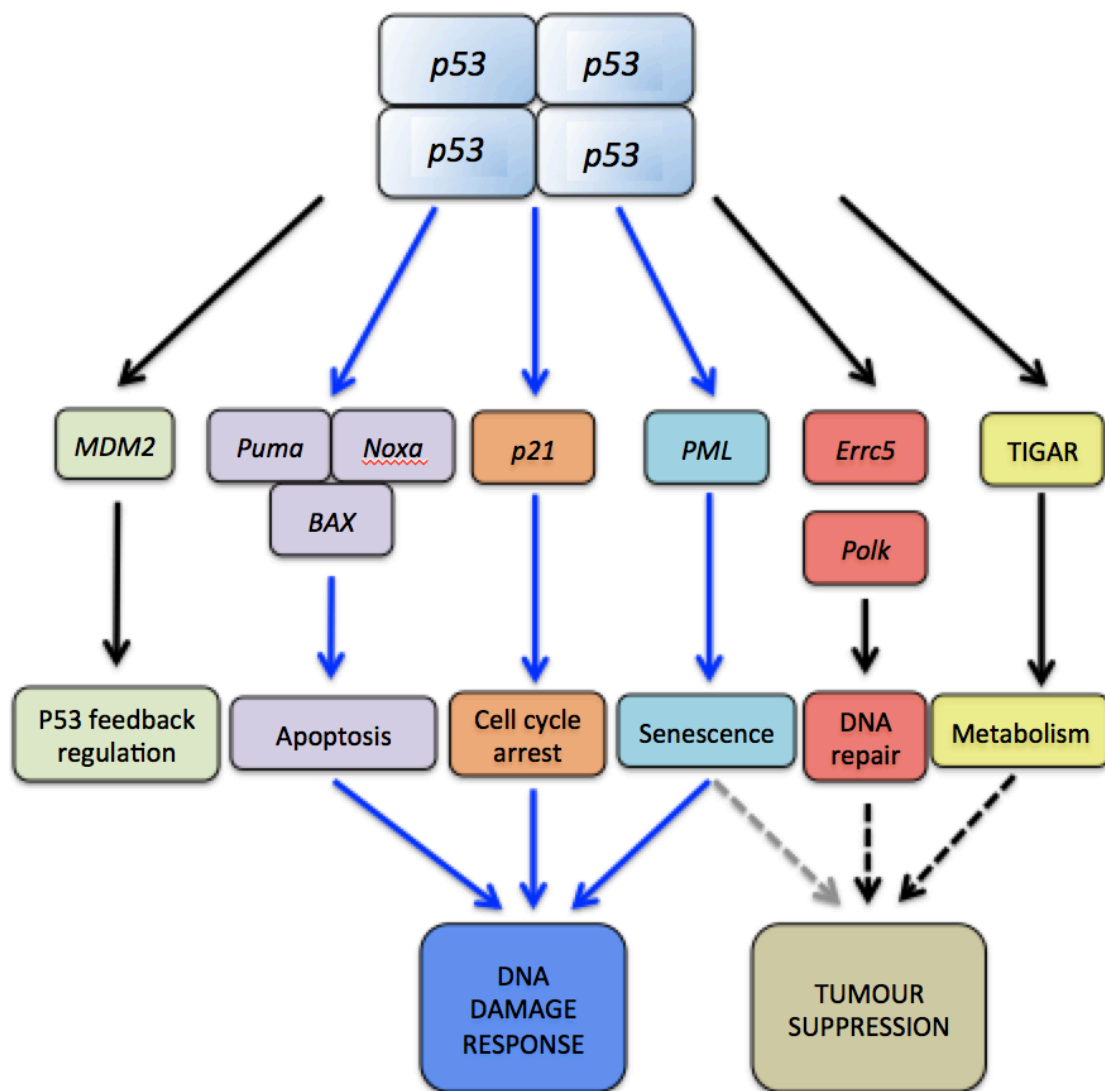 p53
p53
p53
p53
MDM2
Puma
Noxa
BAX
p21
PML
Errc5
Polk
TIGAR
P53 feedback
regulation
Apoptosis
Cell cycle
arrest
Senescence
DNA
repair
Metabolism
DNA
DAMAGE
RESPONSE
TUMOUR
SUPPRESSION